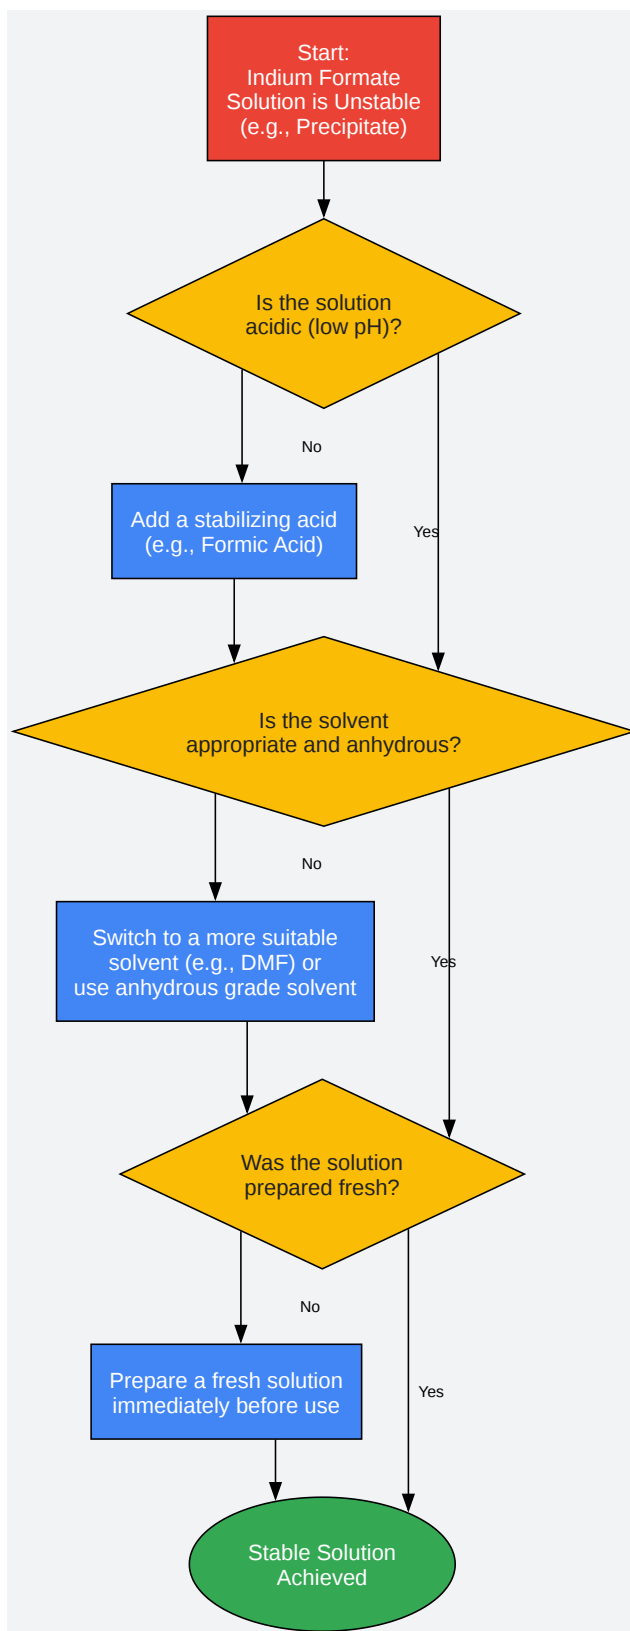 Start:
Indium Formate
Solution is Unstable
(e.g., Precipitate)
Is the solution
acidic (low pH)?
No
Add a stabilizing acid
(e.g., Formic Acid)
Yes
Is the solvent
appropriate and anhydrous?
No
Switch to a more suitable
solvent (e.g., DMF) or
use anhydrous grade solvent
Yes
Was the solution
prepared fresh?
No
Prepare a fresh solution
immediately before use
Yes
Stable Solution
Achieved